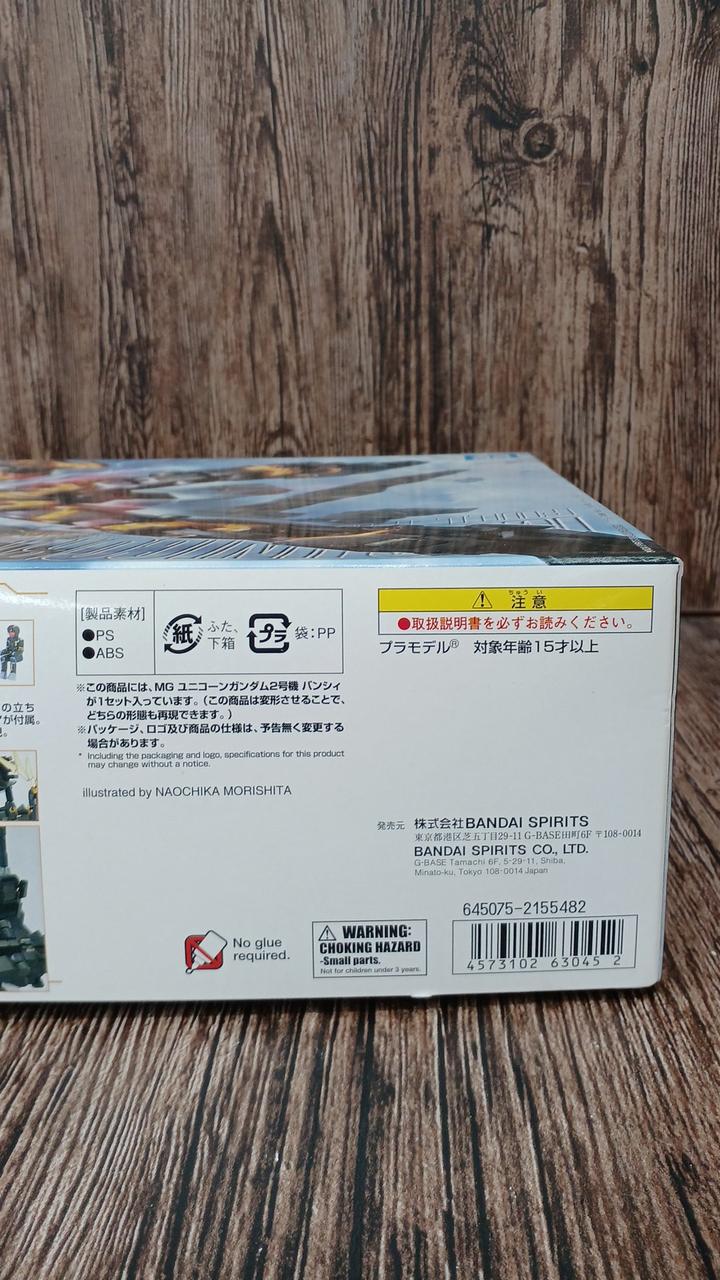 [製品素材]
●PS
●ABS
紙
ふた、
下箱
プラ
袋:PP
ちゅうい
注意
●取扱説明書を必ずお読みください。
プラモデル® 対象年齢15才以上
※この商品には、MG ユニコーンガンダム2号機 バンシィ
が1セット入っています。(この商品は変形させることで、
どちらの形態も再現できます。)
※パッケージ、ロゴ及び商品の仕様は、予告無く変更する
場合があります。
* Including the packaging and logo, specifications for this product
may change without a notice.
illustrated by NAOCHIKA MORISHITA
の立ち
が付属。
発売元 株式会社BANDAI SPIRITS
東京都港区芝五丁目29-11 G-BASE田町6F 〒108-0014
BANDAI SPIRITS CO., LTD.
G-BASE Tamachi 6F, 5-29-11, Shiba,
Minato-ku, Tokyo 108-0014 Japan
No glue
required.
WARNING:
CHOKING HAZARD
-Small parts.
Not for children under 3 years.
645075-2155482
4573102 63045 2